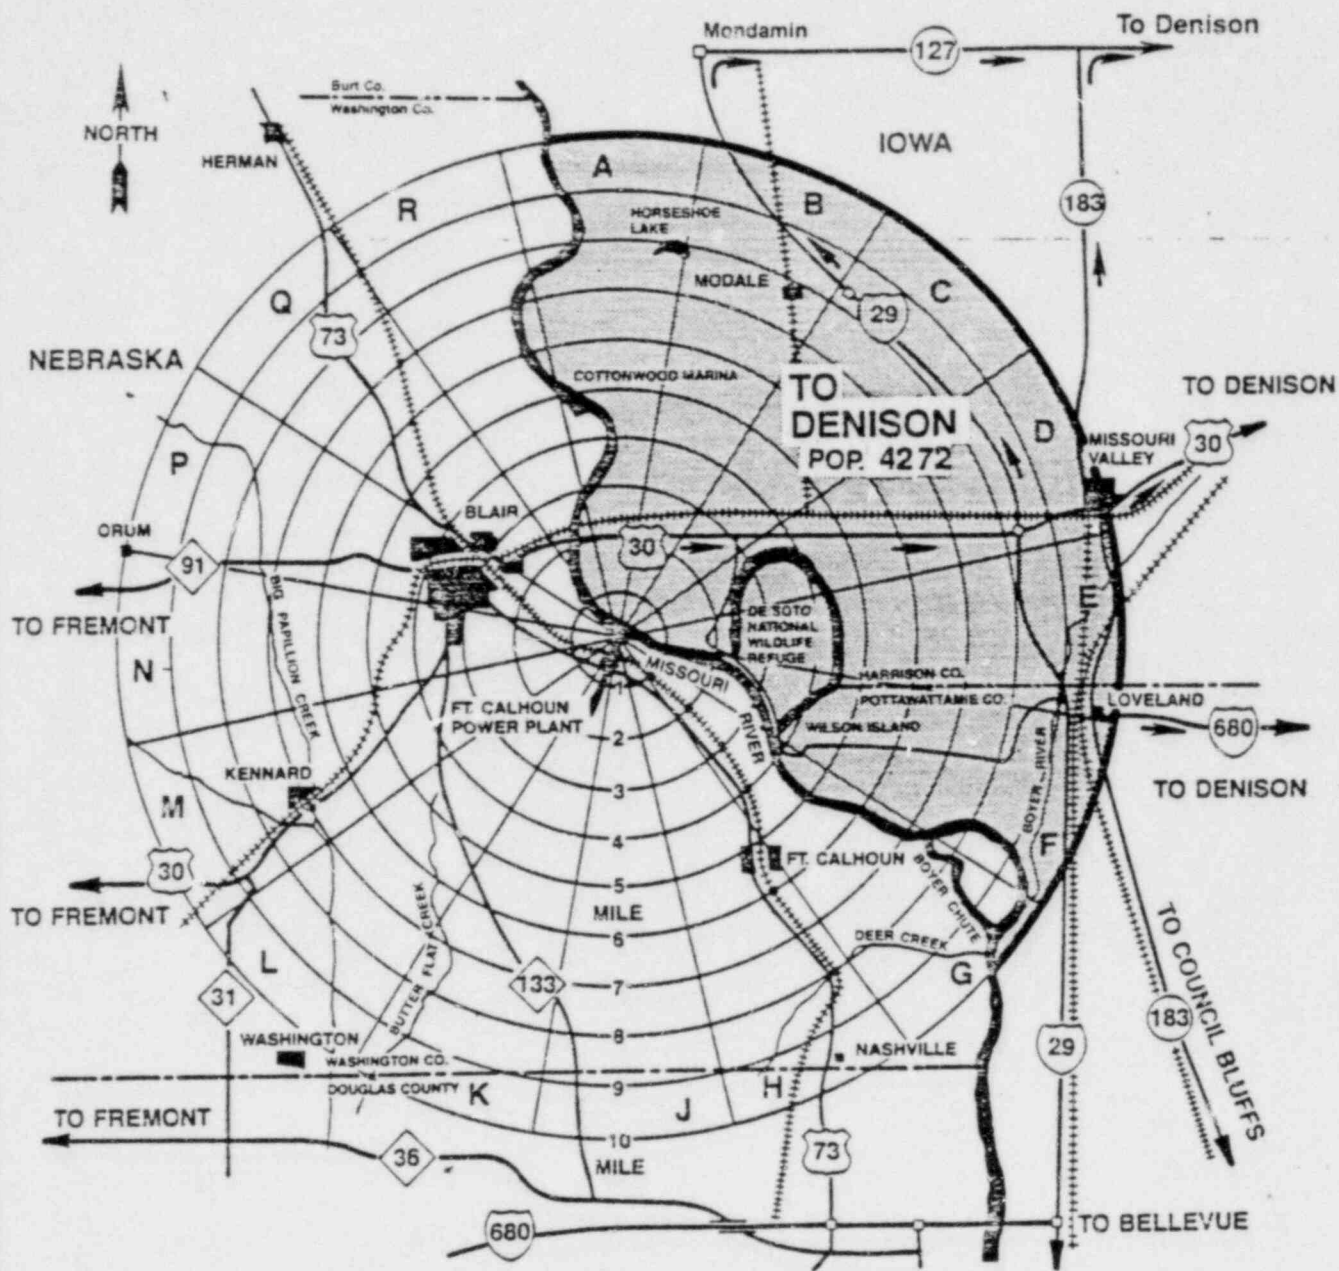 Mondamin
127
To Denison
NORTH
Burt Co.
Washington Co.
HERMAN
IOWA
A
R
B
183
HORSESHOE
LAKE
MODALE
C
Q
29
73
NEBRASKA
COTTONWOOD MARINA
TO
DENISON
POP. 4272
TO DENISON
D
MISSOURI
VALLEY
30
P
BLAIR
ORUM
30
91
E
TO FREMONT
BIG PAPILLION CREEK
DE SOTO
NATIONAL
WILDLIFE
REFUGE
N
MISSOURI
RIVER
HARRISON CO.
POTTAWATTAMIE CO.
LOVELAND
FT. CALHOUN
POWER PLANT
WILSON ISLAND
680
TO DENISON
1
2
3
4
5
MILE
6
7
8
9
10
MILE
KENNARD
M
BOYER RIVER
F
30
TO FREMONT
FT. CALHOUN
BOYER CHUTE
BUTTER FLAT CREEK
DEER CREEK
G
L
31
133
TO COUNCIL BLUFFS
183
29
WASHINGTON
WASHINGTON CO.
DOUGLAS COUNTY
NASHVILLE
K
J
H
TO FREMONT
36
73
680
TO BELLEVUE